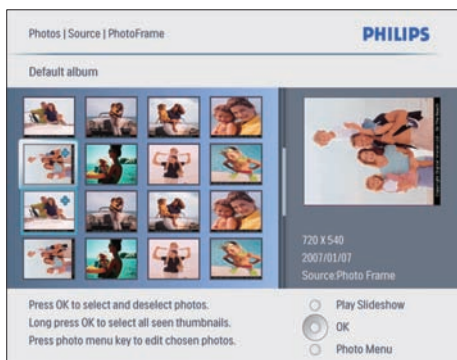 Photos | Source | PhotoFrame
PHILIPS
Default album
720 X 540
2007/01/07
Source:Photo Frame
Press OK to select and deselect photos.
Long press OK to select all seen thumbnails.
Press photo menu key to edit chosen photos.
Play Slideshow
OK
Photo Menu